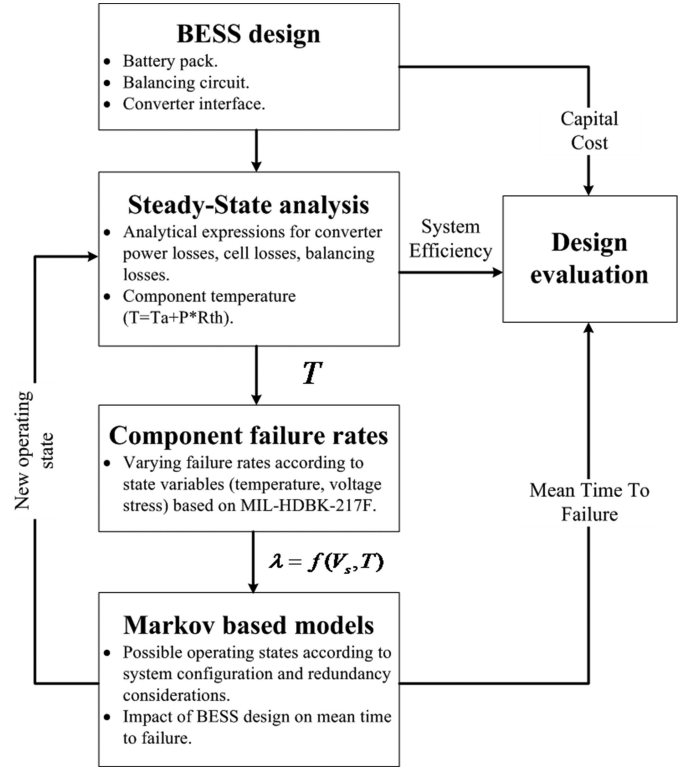 BESS design
• Battery pack.
• Balancing circuit.
• Converter interface.
Capital
Cost
Steady-State analysis
• Analytical expressions for converter
power losses, cell losses, balancing
losses.
• Component temperature
(T=Ta+P*Rth).
System
Efficiency
Design
evaluation
T
Component failure rates
• Varying failure rates according to
state variables (temperature, voltage
stress) based on MIL-HDBK-217F.
New operating
state
Mean Time To
Failure
λ = f(Vₛ,T)
Markov based models
• Possible operating states according to
system configuration and redundancy
considerations.
• Impact of BESS design on mean time
to failure.